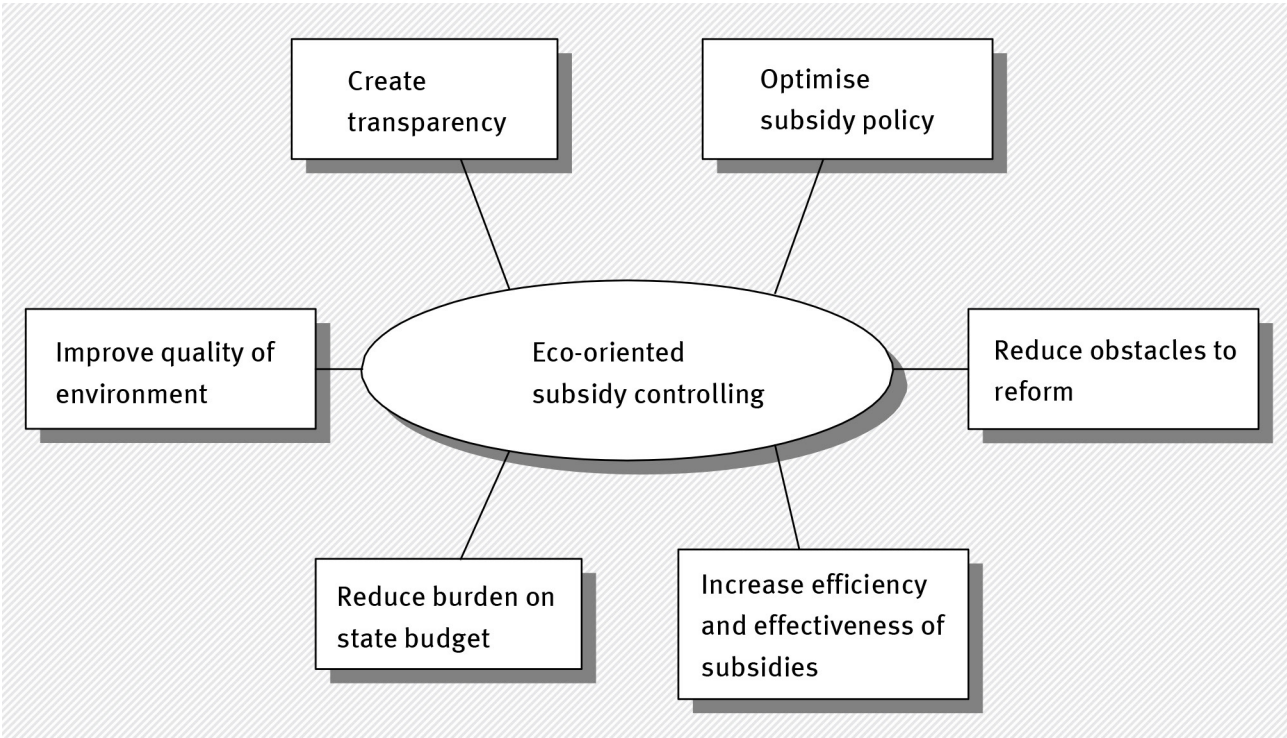 Create
transparency
Optimise
subsidy policy
Improve quality of
environment
Eco-oriented
subsidy controlling
Reduce obstacles to
reform
Reduce burden on
state budget
Increase efficiency
and effectiveness of
subsidies